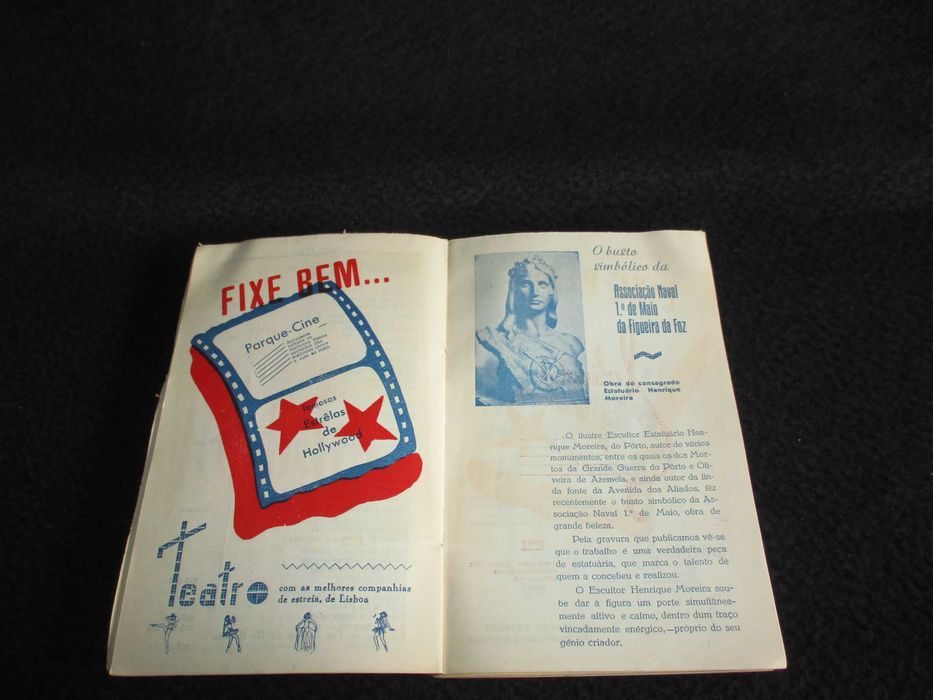 FIXE BEM...
Parque-Cine
famosas
Estrêlas
de
Hollywood
Teatro
com as melhores companhias
de estreia, de Lisboa
O busto
simbólico da
Associação Naval
1.º de Maio
da Figueira da Foz
Obra do consagrado
Estatuário Henrique
Moreira
O ilustre Escultor Estatuário Hen-
rique Moreira, do Pôrto, autor de vários
monumentos, entre os quais os dos Mor-
tos da Grande Guerra do Pôrto e Oli-
veira de Azemeis, e ainda autor da lin-
da fonte da Avenida dos Aliados, fêz
recentemente o busto simbólico da As-
sociação Naval 1.º de Maio, obra de
grande beleza.
Pela gravura que publicamos vê-se
que o trabalho é uma verdadeira peça
de estatuária, que marca o talento de
quem a concebeu e realizou.
O Escultor Henrique Moreira sou-
be dar à figura um porte simultânea-
mente altivo e calmo, dentro dum traço
vincadamente enérgico,—próprio do seu
génio criador.